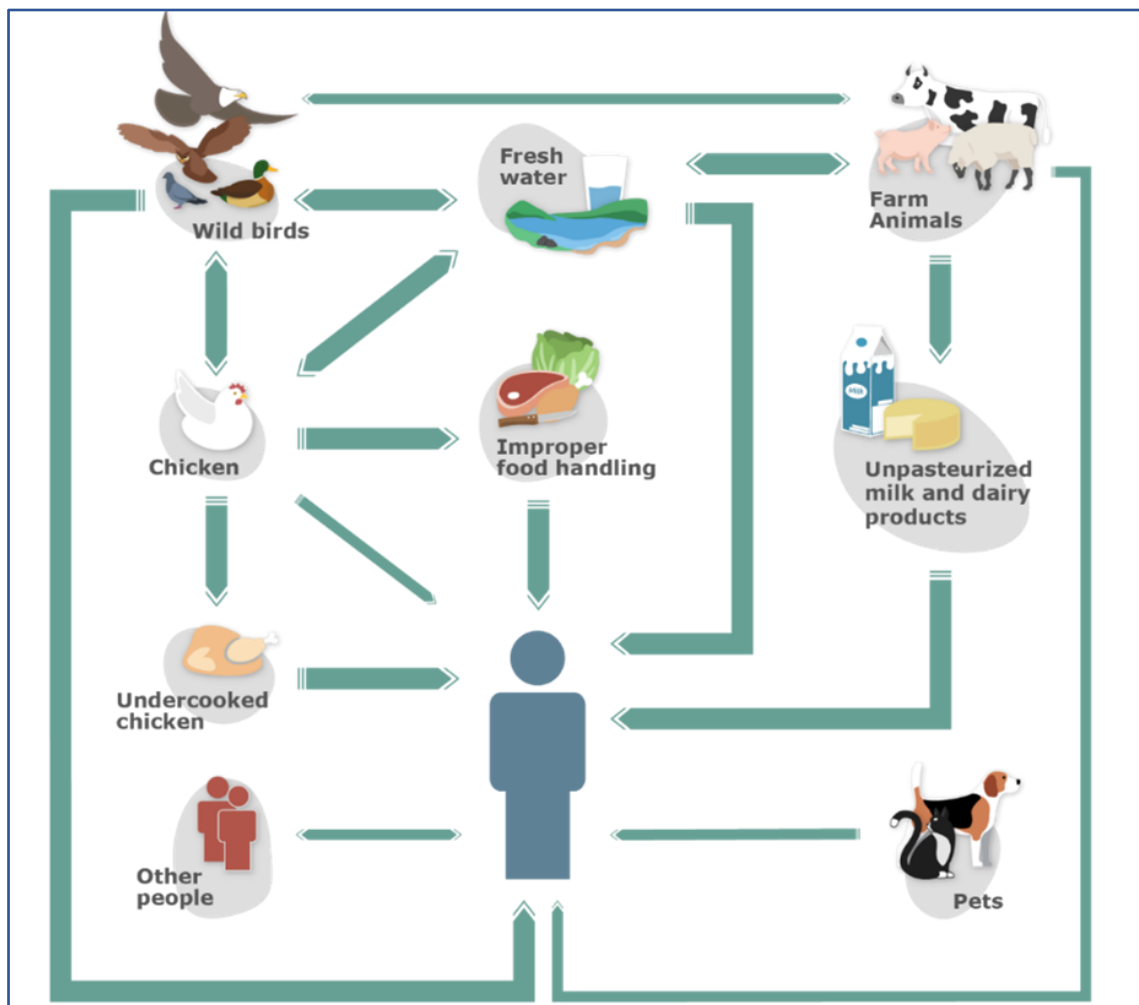 Wild birds
Fresh
water
Farm
Animals
Chicken
Improper
food handling
Milk
Unpasteurized
milk and dairy
products
Undercooked
chicken
Other
people
Pets